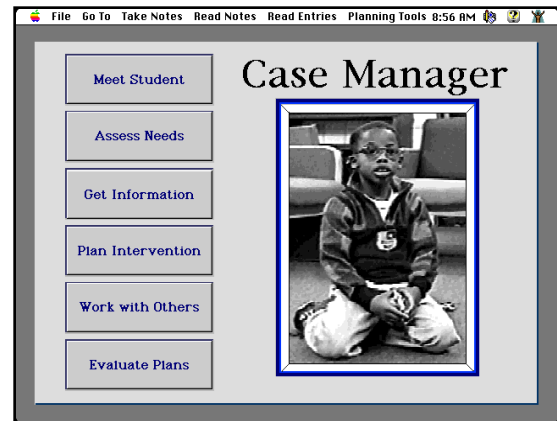 File Go To Take Notes Read Notes Read Entries Planning Tools 8:56 AM
Case Manager
Meet Student
Assess Needs
Get Information
Plan Intervention
Work with Others
Evaluate Plans